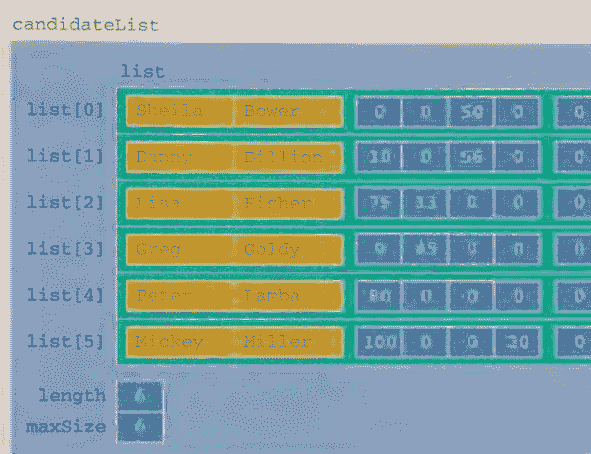 candidateList
list
list[0] Sheila Bower 0 0 50 0 0
list[1] Danny Dillion 10 0 56 0 0
list[2] Lisa Fisher 75 33 0 0 0
list[3] Greg Goldy 0 45 0 0 0
list[4] Peter Lamba 80 0 0 0 0
list[5] Mickey Miller 100 0 0 20 0
length 6
maxSize 6